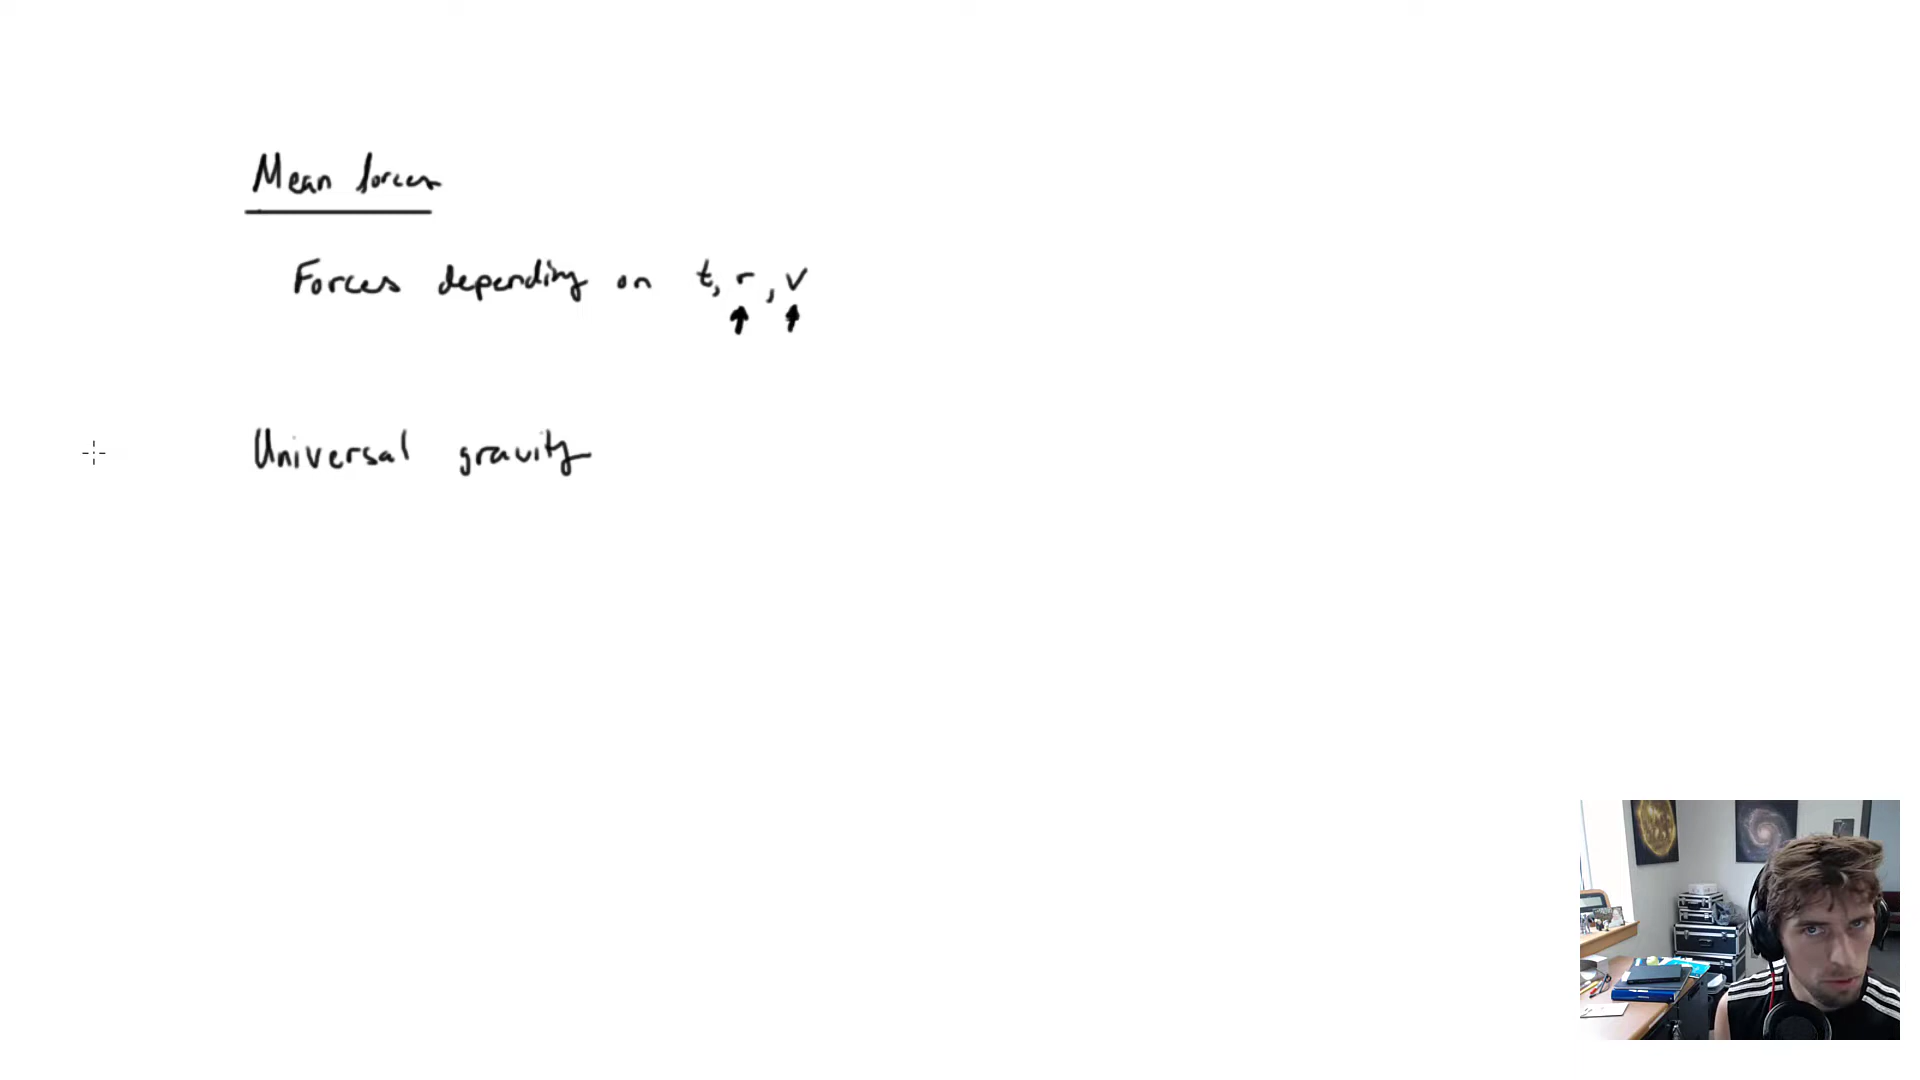 Mean forces
Forces depending on t, r, v
Universal gravity